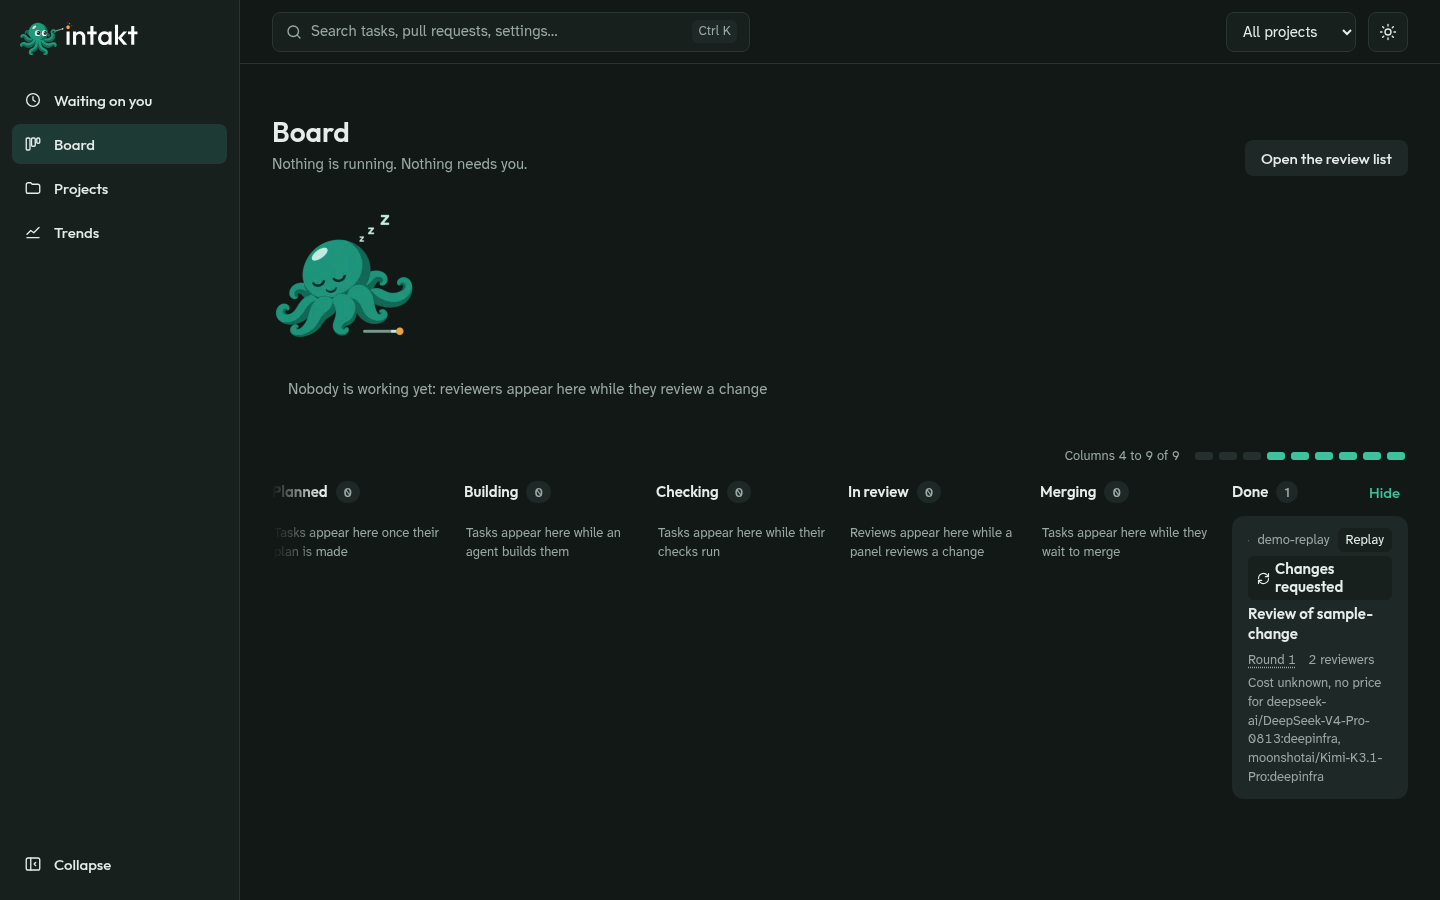 intakt
Search tasks, pull requests, settings...
Ctrl K
All projects
Waiting on you
Board
Projects
Trends
Collapse
Board
Nothing is running. Nothing needs you.
Open the review list
z z z
Nobody is working yet: reviewers appear here while they review a change
Columns 4 to 9 of 9
Planned 0
Tasks appear here once their
plan is made
Building 0
Tasks appear here while an
agent builds them
Checking 0
Tasks appear here while their
checks run
In review 0
Reviews appear here while a
panel reviews a change
Merging 0
Tasks appear here while they
wait to merge
Done 1
Hide
· demo-replay
Replay
Changes
requested
Review of sample-
change
Round 1 2 reviewers
Cost unknown, no price
for deepseek-
ai/DeepSeek-V4-Pro-
0813:deepinfra,
moonshotai/Kimi-K3.1-
Pro:deepinfra